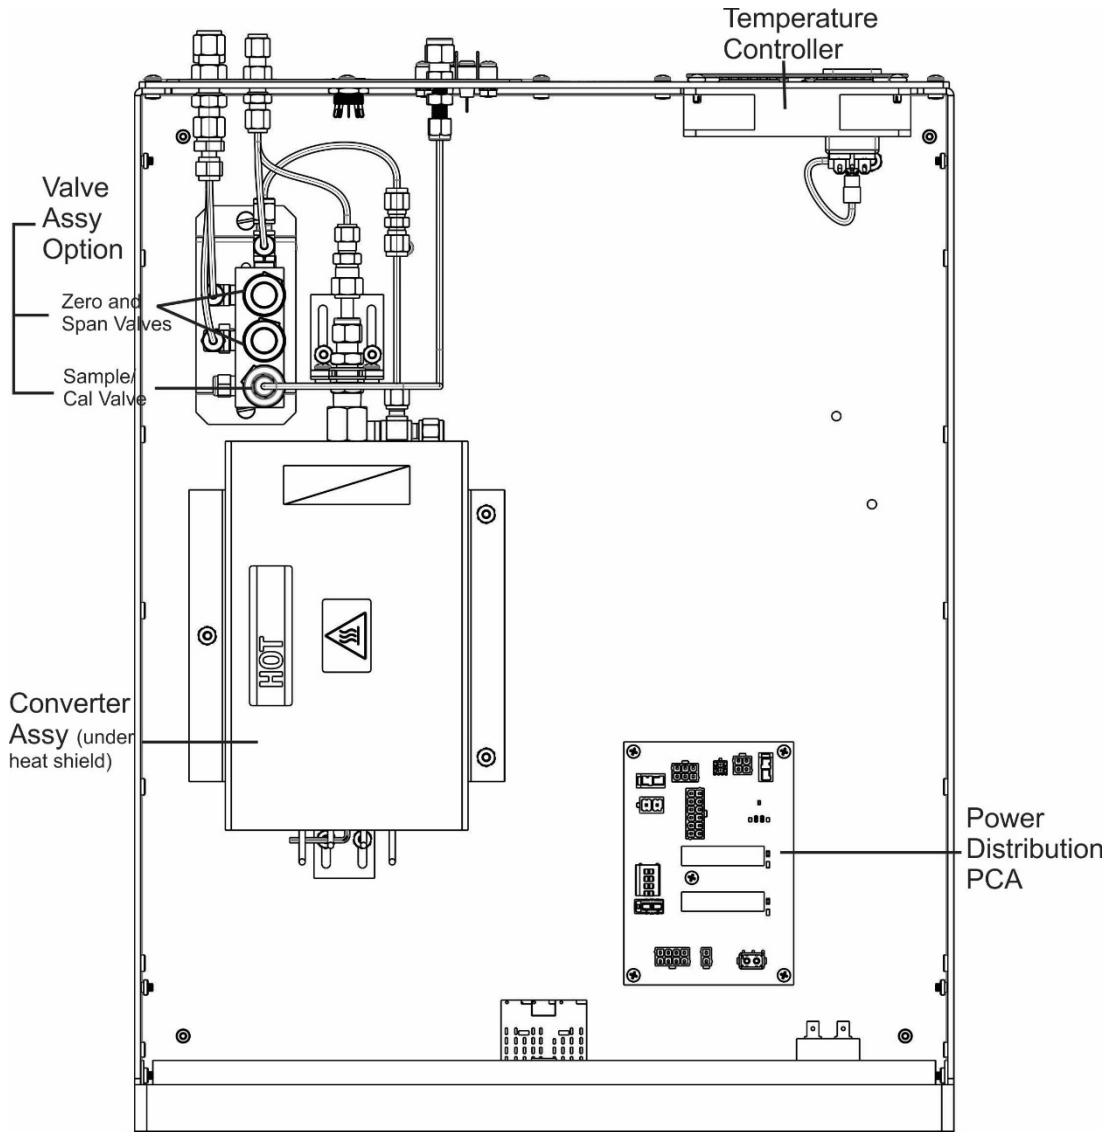 Temperature
Controller
Valve
Assy
Option
Zero and
Span Valves
Sample/
Cal Valve
HOT
Converter
Assy (under
heat shield)
Power
Distribution
PCA